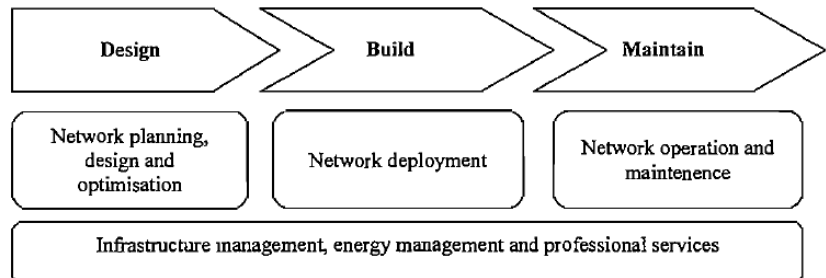 Design
Build
Maintain
Network planning,
design and
optimisation
Network deployment
Network operation and
maintenence
Infrastructure management, energy management and professional services